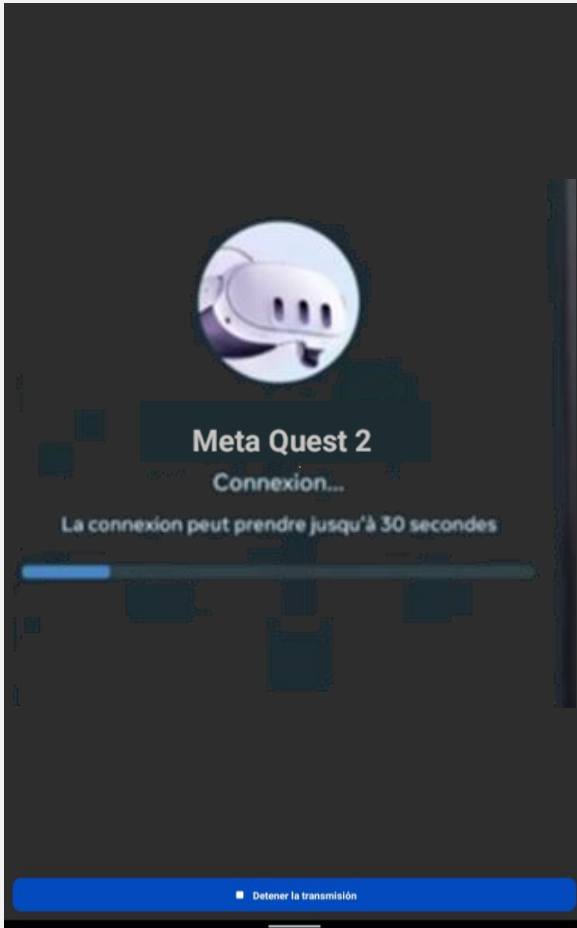 Meta Quest 2
Connexion...
La connexion peut prendre jusqu'à 30 secondes
Detener la transmisión